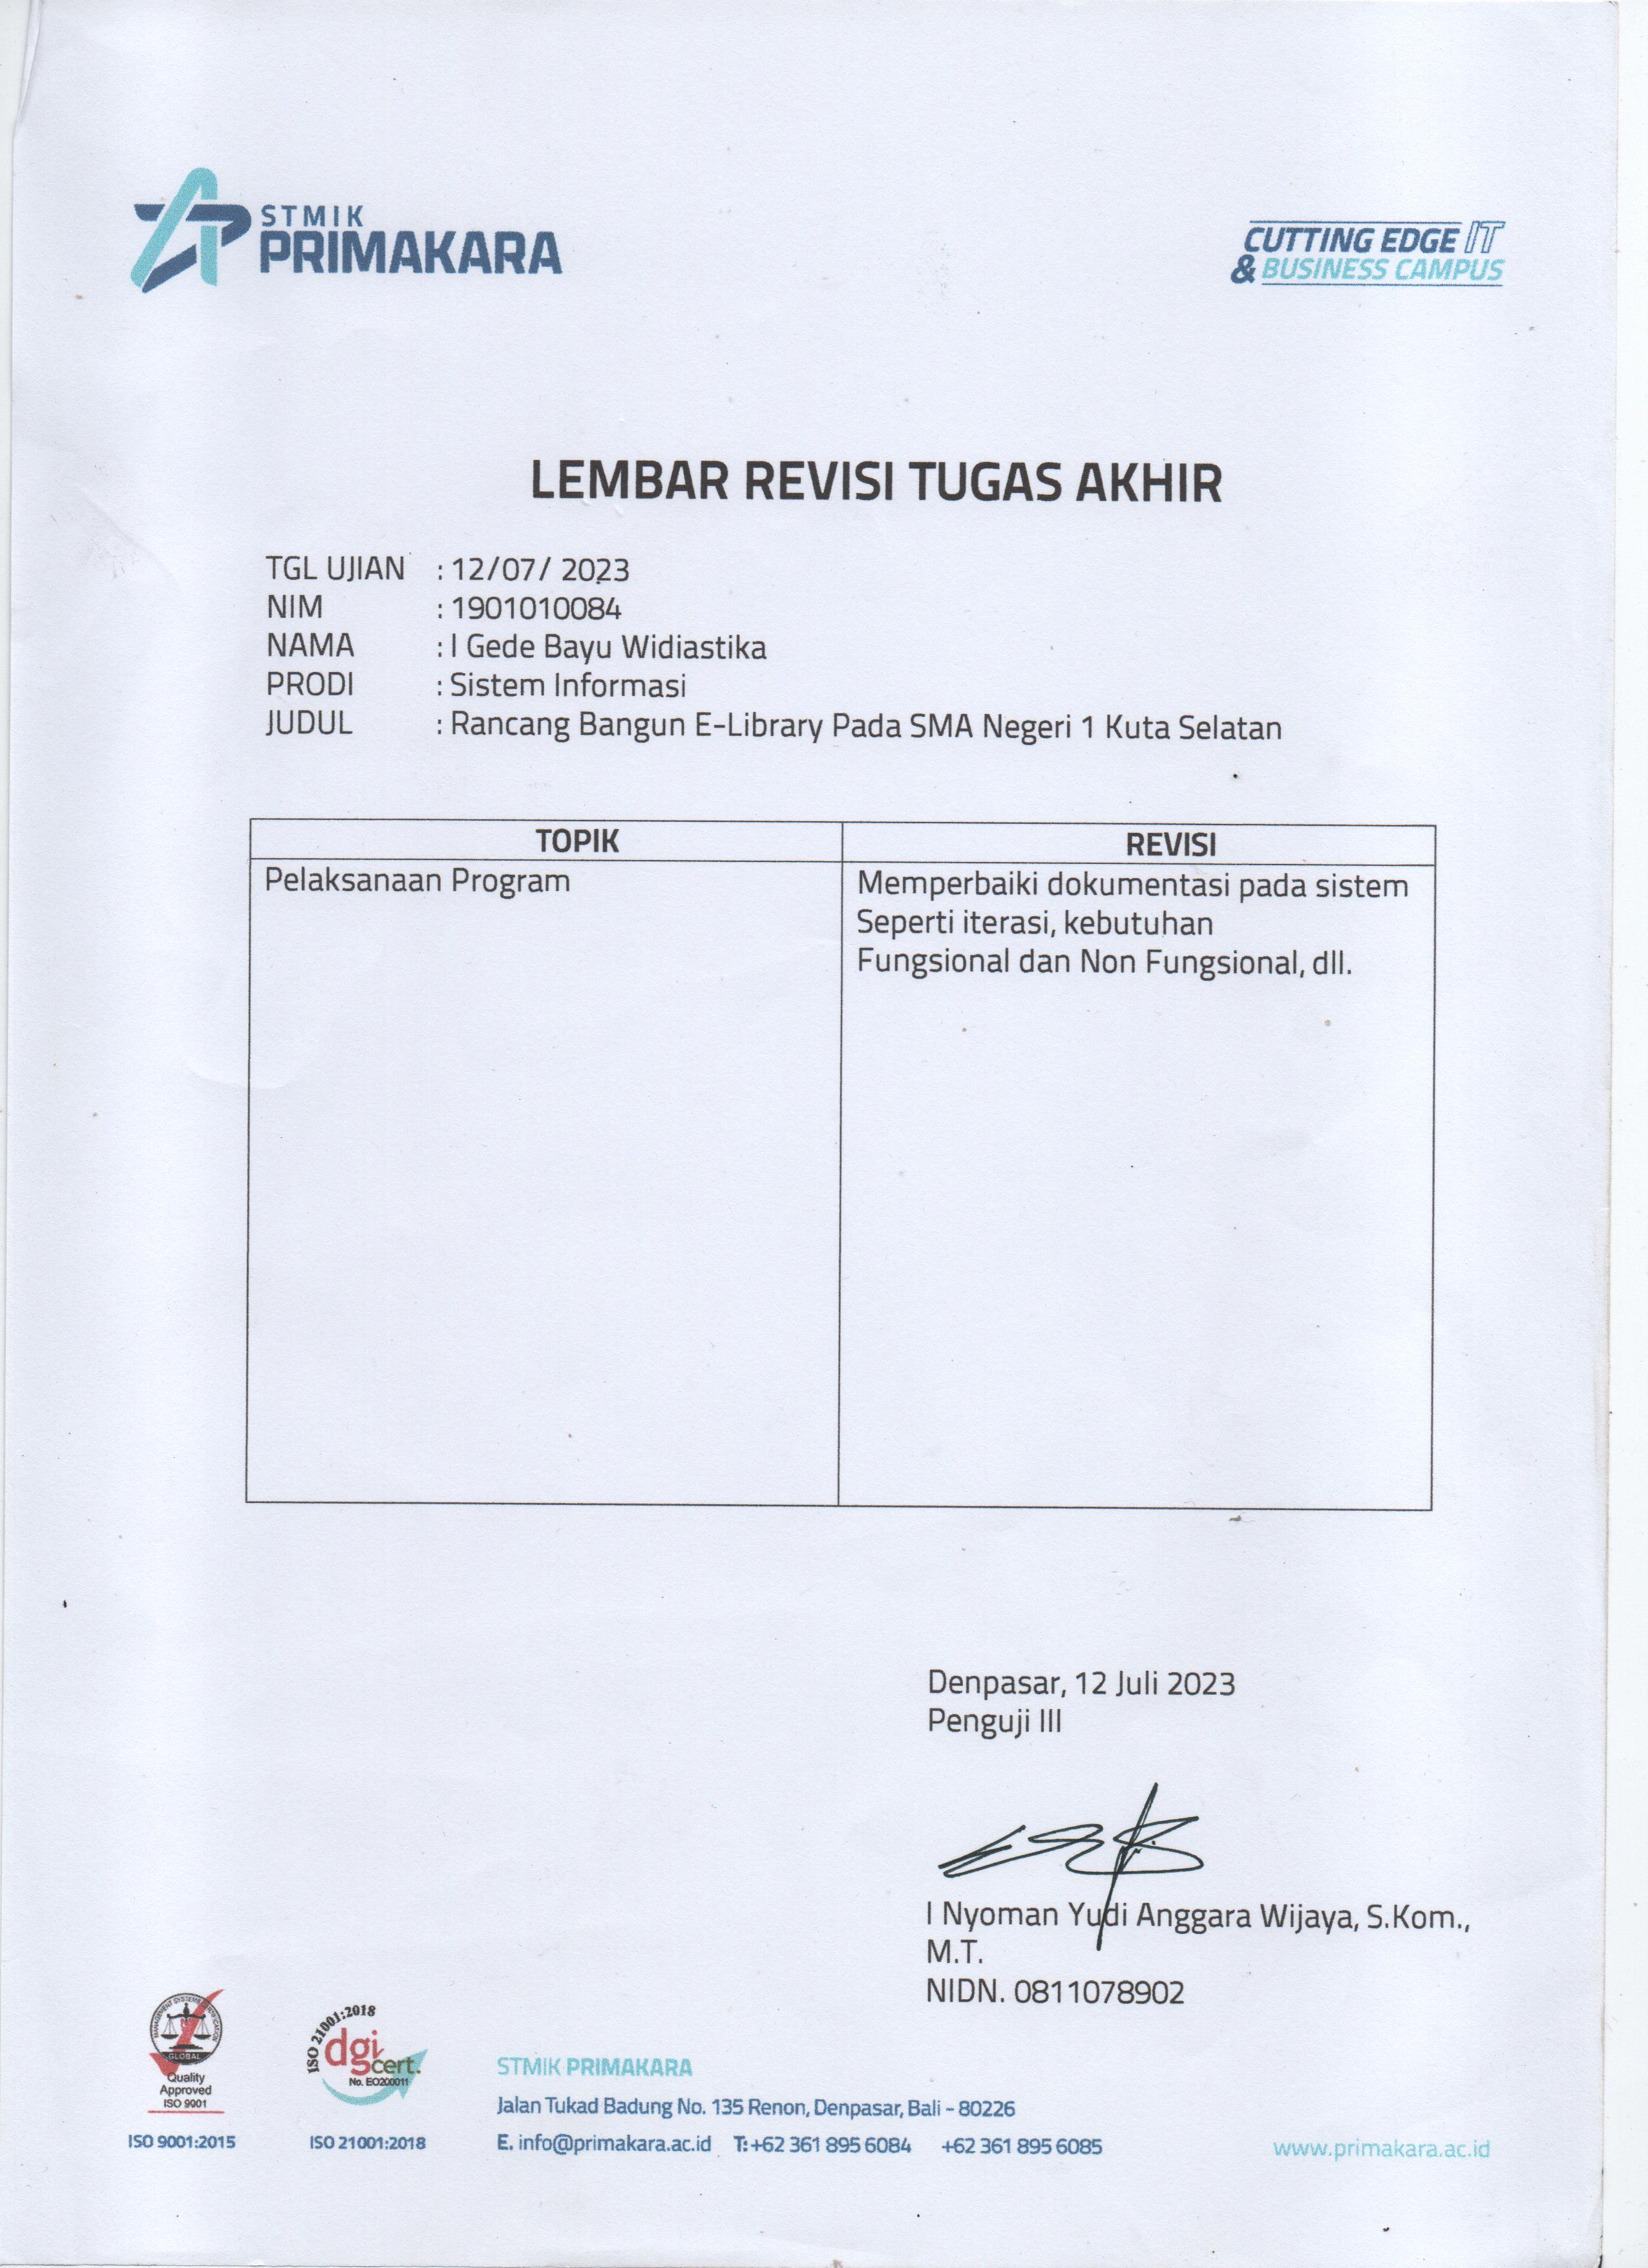 STMIK
PRIMAKARA
CUTTING EDGE IT
& BUSINESS CAMPUS
LEMBAR REVISI TUGAS AKHIR
TGL UJIAN : 12/07/ 2023
NIM : 1901010084
NAMA : I Gede Bayu Widiastika
PRODI : Sistem Informasi
JUDUL : Rancang Bangun E-Library Pada SMA Negeri 1 Kuta Selatan
TOPIK REVISI
Pelaksanaan Program Memperbaiki dokumentasi pada sistem
Seperti iterasi, kebutuhan
Fungsional dan Non Fungsional, dll.
Denpasar, 12 Juli 2023
Penguji III
I Nyoman Yudi Anggara Wijaya, S.Kom.,
M.T.
NIDN. 0811078902
MANAGEMENT SYSTEMS CERTIFICATION
GLOBAL
Quality
Approved
ISO 9001
ISO 9001:2015
ISO 21001:2018
dgi
cert.
No. EO200011
ISO 21001:2018
STMIK PRIMAKARA
Jalan Tukad Badung No. 135 Renon, Denpasar, Bali - 80226
E. info@primakara.ac.id T:+62 361 895 6084 +62 361 895 6085
www.primakara.ac.id